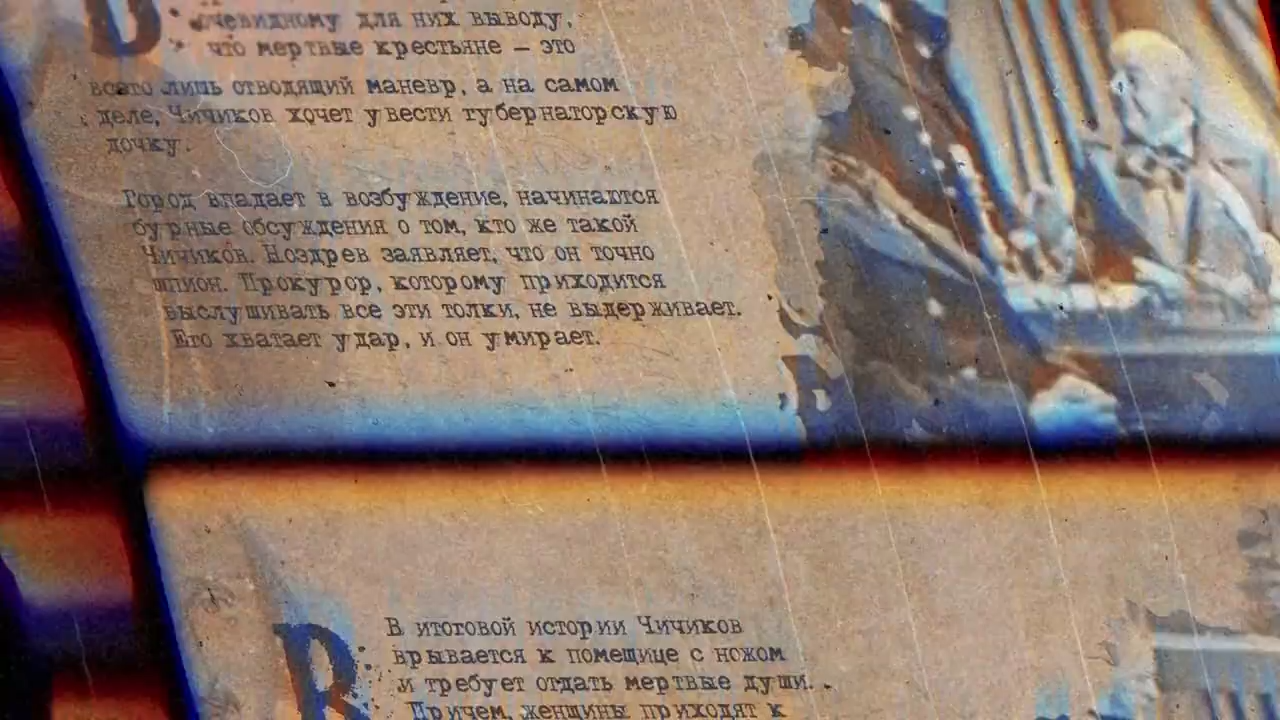 очевидному для них выводу,
что мертвые крестьяне – это
всего лишь отводящий маневр, а на самом
деле, Чичиков хочет увести губернаторскую
дочку.
Город впадает в возбуждение, начинаются
бурные обсуждения о том, кто же такой
Чичиков. Ноздрев заявляет, что он точно
шпион. Прокурор, которому приходится
выслушивать все эти толки, не выдерживает.
Его хватает удар, и он умирает.
В итоговой истории Чичиков
врывается к помещице с ножом
и требует отдать мертвые души.
Причем, женщины приходят к